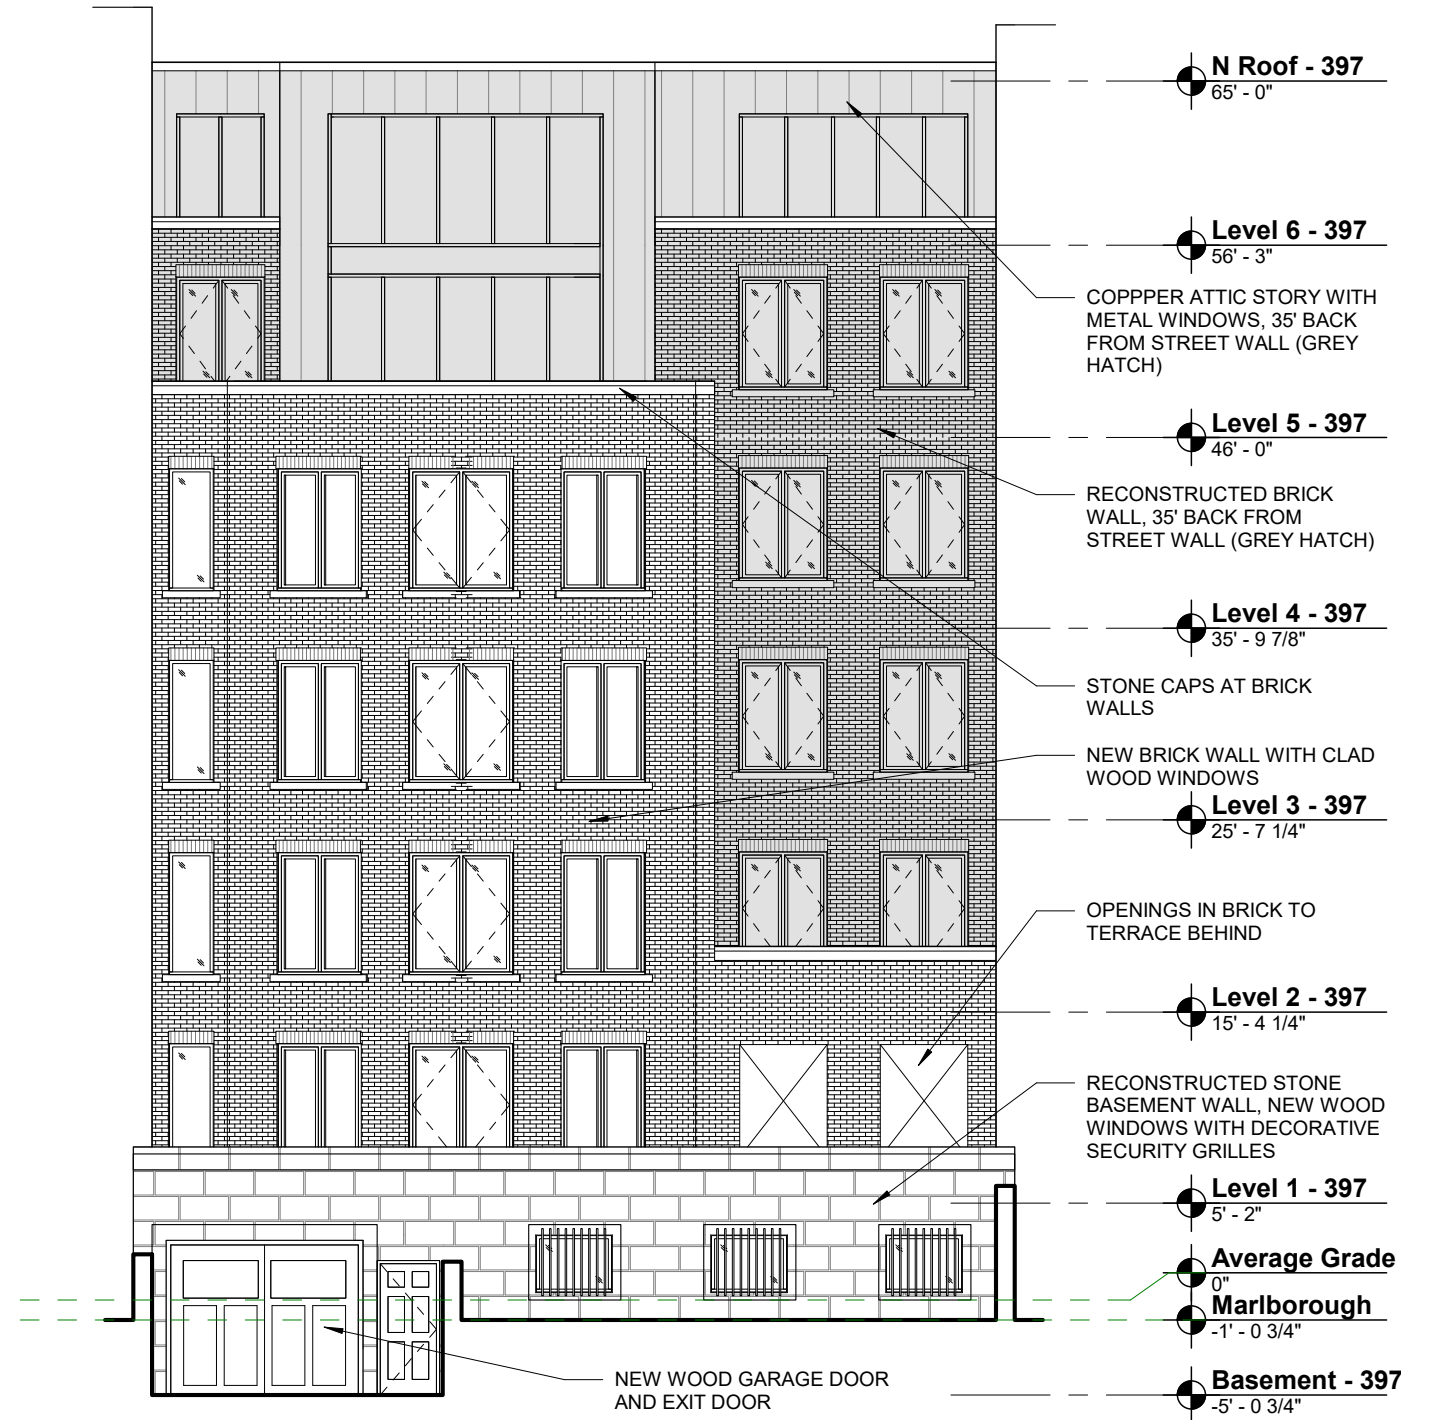 N Roof - 397
65' - 0"
Level 6 - 397
56' - 3"
COPPPER ATTIC STORY WITH
METAL WINDOWS, 35' BACK
FROM STREET WALL (GREY
HATCH)
Level 5 - 397
46' - 0"
RECONSTRUCTED BRICK
WALL, 35' BACK FROM
STREET WALL (GREY HATCH)
Level 4 - 397
35' - 9 7/8"
STONE CAPS AT BRICK
WALLS
NEW BRICK WALL WITH CLAD
WOOD WINDOWS
Level 3 - 397
25' - 7 1/4"
OPENINGS IN BRICK TO
TERRACE BEHIND
Level 2 - 397
15' - 4 1/4"
RECONSTRUCTED STONE
BASEMENT WALL, NEW WOOD
WINDOWS WITH DECORATIVE
SECURITY GRILLES
Level 1 - 397
5' - 2"
Average Grade
0"
Marlborough
-1' - 0 3/4"
NEW WOOD GARAGE DOOR
AND EXIT DOOR
Basement - 397
-5' - 0 3/4"